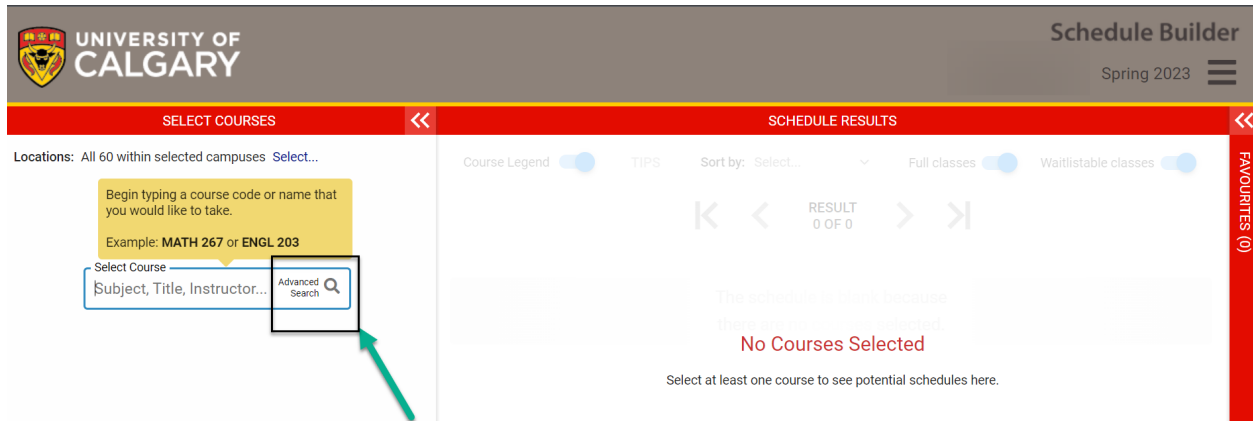 UNIVERSITY OF
CALGARY
Schedule Builder
Spring 2023
SELECT COURSES
SCHEDULE RESULTS
Locations: All 60 within selected campuses Select...
Begin typing a course code or name that
you would like to take.
Example: MATH 267 or ENGL 203
Select Course
Subject, Title, Instructor...
Advanced
Search
Course Legend
TIPS
Sort by: Select...
Full classes
Waitlistable classes
RESULT
0 OF 0
The schedule is blank because
there are selected.
No Courses Selected
Select at least one course to see potential schedules here.
FAVOURITES (0)